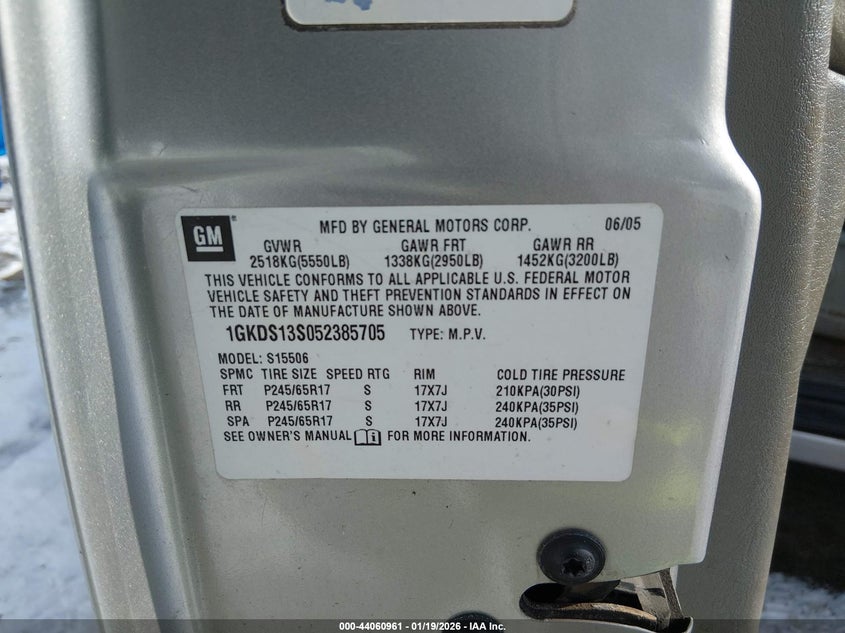 GM
MFD BY GENERAL MOTORS CORP. 06/05
GVWR GAWR FRT GAWR RR
2518KG(5550LB) 1338KG(2950LB) 1452KG(3200LB)
THIS VEHICLE CONFORMS TO ALL APPLICABLE U.S. FEDERAL MOTOR
VEHICLE SAFETY AND THEFT PREVENTION STANDARDS IN EFFECT ON
THE DATE OF MANUFACTURE SHOWN ABOVE.
1GKDS13S052385705 TYPE: M.P.V.
MODEL: S15506
SPMC TIRE SIZE SPEED RTG RIM COLD TIRE PRESSURE
FRT P245/65R17 S 17X7J 210KPA(30PSI)
RR P245/65R17 S 17X7J 240KPA(35PSI)
SPA P245/65R17 S 17X7J 240KPA(35PSI)
SEE OWNER'S MANUAL FOR MORE INFORMATION.
000-44060961 - 01/19/2026 - IAA Inc.